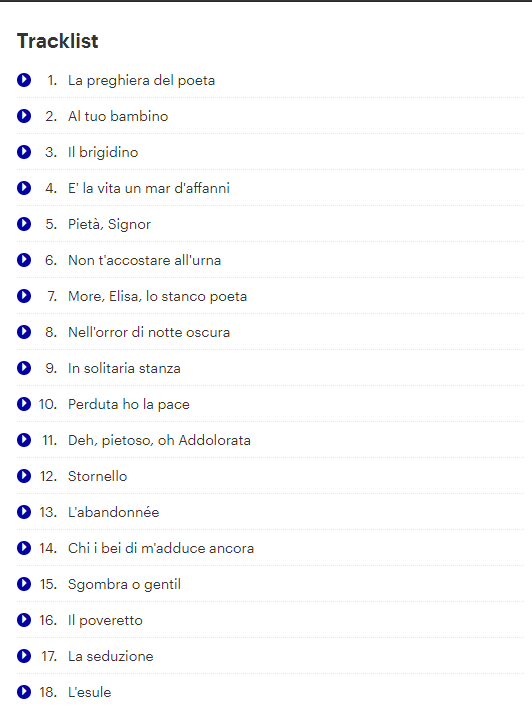 Tracklist
1. La preghiera del poeta
2. Al tuo bambino
3. Il brigidino
4. E' la vita un mar d'affanni
5. Pietà, Signor
6. Non t'accostare all'urna
7. More, Elisa, lo stanco poeta
8. Nell'orror di notte oscura
9. In solitaria stanza
10. Perduta ho la pace
11. Deh, pietoso, oh Addolorata
12. Stornello
13. L'abandonnée
14. Chi i bei di m'adduce ancora
15. Sgombra o gentil
16. Il poveretto
17. La seduzione
18. L'esule